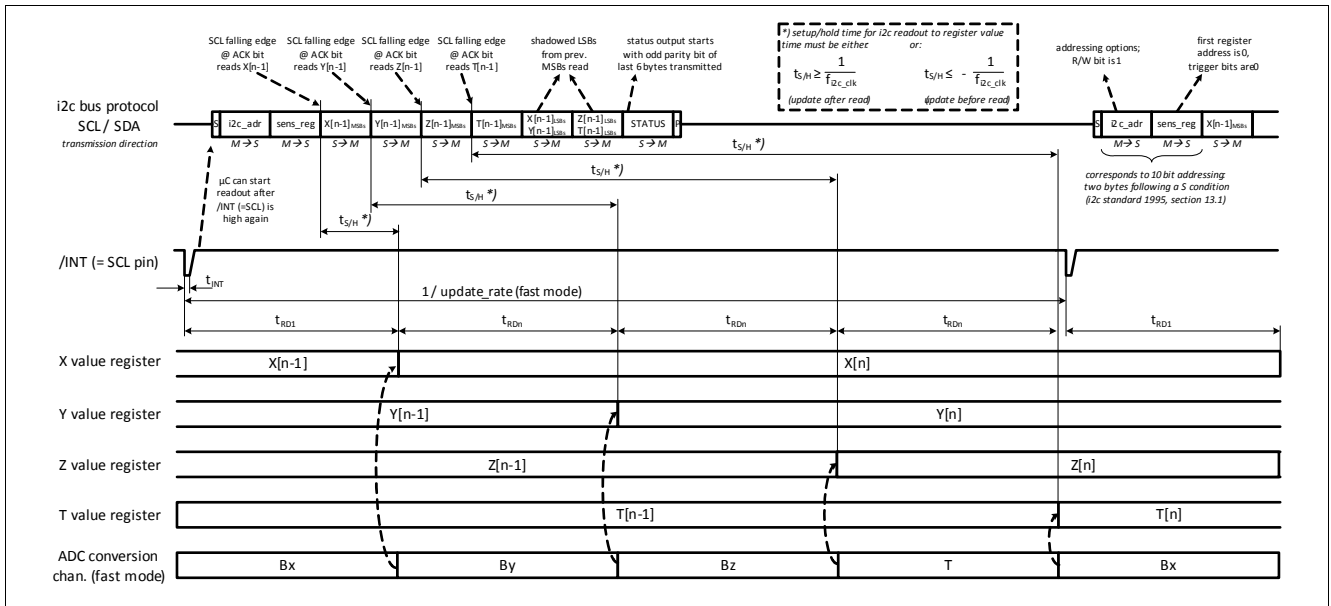 SCL falling edge
@ ACK bit
reads X[n-1]
SCL falling edge
@ ACK bit
reads Y[n-1]
SCL falling edge
@ ACK bit
reads Z[n-1]
SCL falling edge
@ ACK bit
reads T[n-1]
shadowed LSBs
from prev.
MSBs read
status output starts
with odd parity bit of
last 6 bytes transmitted
*) setup/hold time for i2c readout to register value
time must be either: or:
tS/H ≥ 1 / fi2c_clk tS/H ≤ - 1 / fi2c_clk
(update after read) (update before read)
addressing options;
R/W bit is 1
first register
address is 0,
trigger bits are 0
i2c bus protocol
SCL / SDA
transmission direction
S i2c_adr sens_reg X[n-1]MSBs Y[n-1]MSBs Z[n-1]MSBs T[n-1]MSBs X[n-1]LSBs Y[n-1]LSBs Z[n-1]LSBs T[n-1]LSBs STATUS P
S i2c_adr sens_reg X[n-1]MSBs
M → S M → S S → M S → M S → M S → M S → M S → M S → M
M → S M → S S → M
tS/H *)
tS/H *)
tS/H *)
tS/H *)
µC can start
readout after
/INT (=SCL) is
high again
corresponds to 10 bit addressing:
two bytes following a S condition
(i2c standard 1995, section 13.1)
/INT (= SCL pin)
tINT
1 / update_rate (fast mode)
tRD1 tRDn tRDn tRDn tRD1
X value register X[n-1] X[n]
Y value register Y[n-1] Y[n]
Z value register Z[n-1] Z[n]
T value register T[n-1] T[n]
ADC conversion
chan. (fast mode)
Bx By Bz T Bx